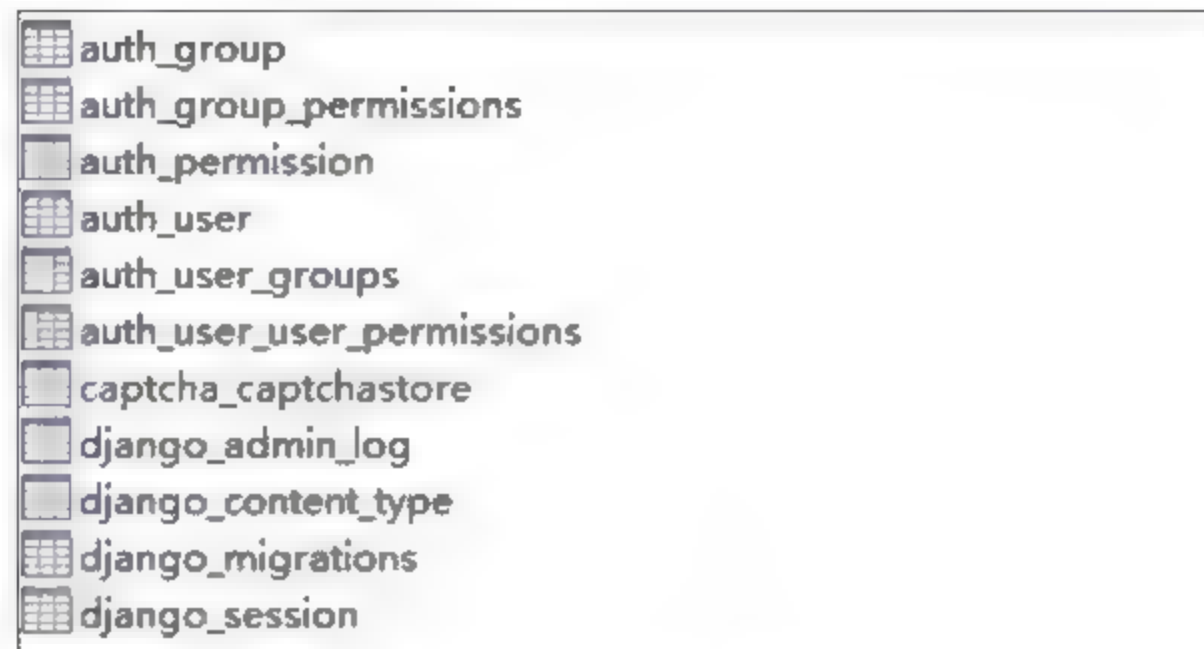 auth_group
auth_group_permissions
auth_permission
auth_user
auth_user_groups
auth_user_user_permissions
captcha_captchastore
django_admin_log
django_content_type
django_migrations
django_session